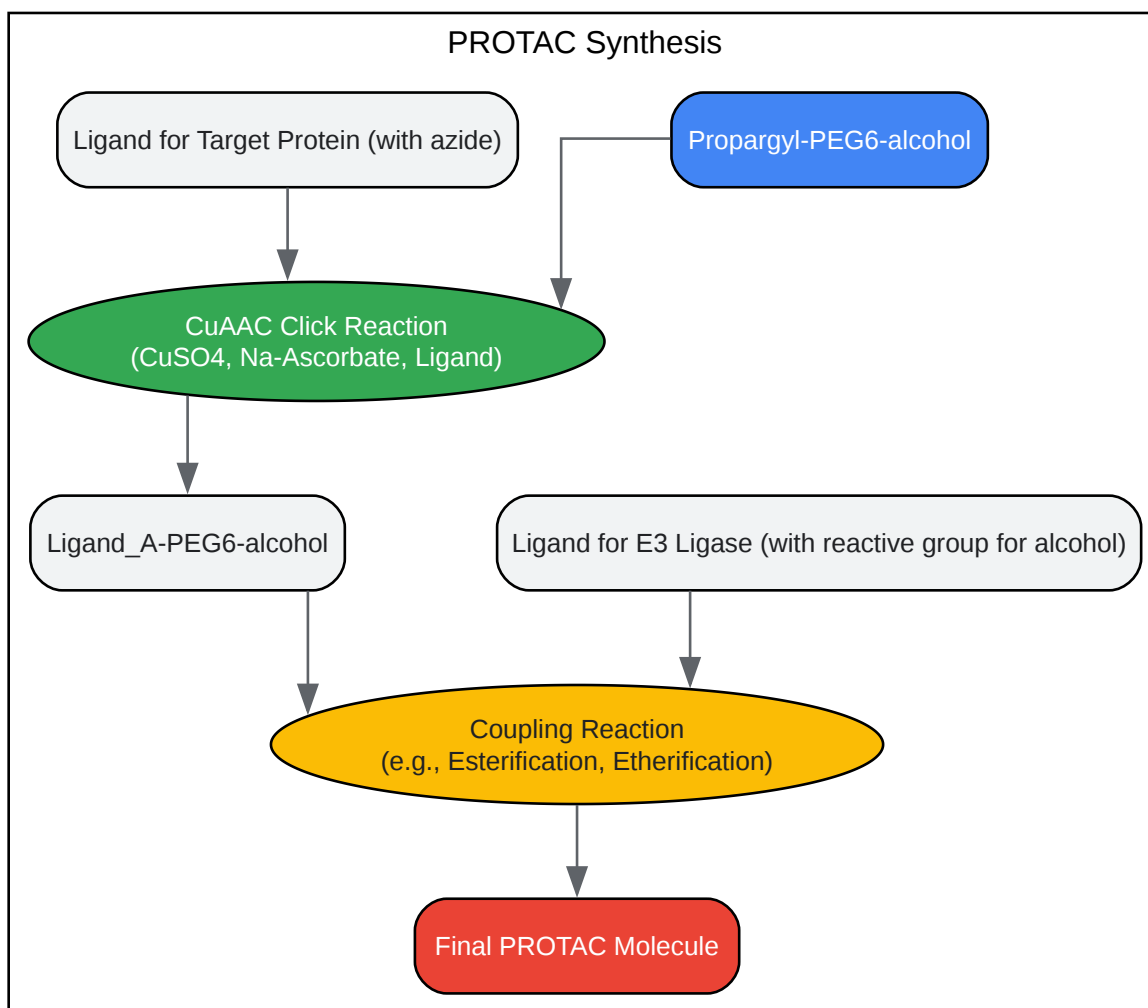 PROTAC Synthesis
Ligand for Target Protein (with azide)
Propargyl-PEG6-alcohol
CuAAC Click Reaction
(CuSO4, Na-Ascorbate, Ligand)
Ligand_A-PEG6-alcohol
Ligand for E3 Ligase (with reactive group for alcohol)
Coupling Reaction
(e.g., Esterification, Etherification)
Final PROTAC Molecule